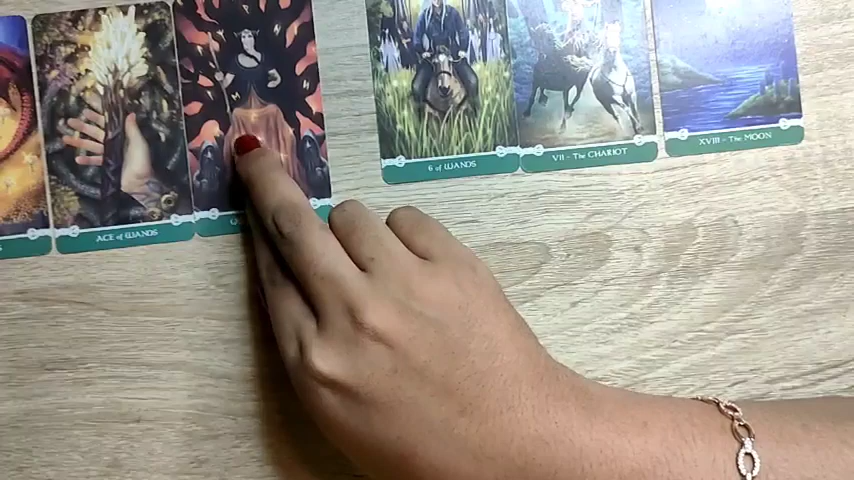 ACE of WANDS
6 of WANDS
VII - The CHARIOT
XVIII - The MOON